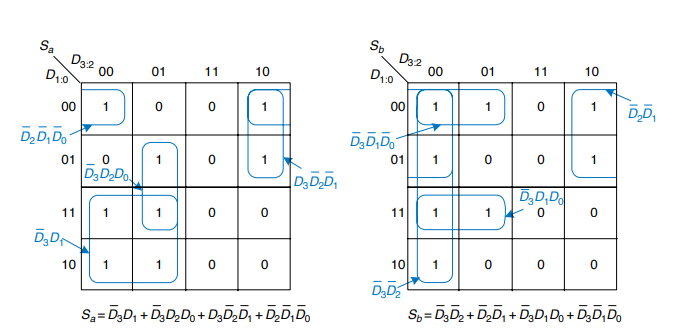 Sa D3:2 00 01 11 10
D1:0
00 1 0 0 1
D̅2D̅1D̅0
01 0 1 0 1
D̅3D2D0
D3D̅2D̅1
11 1 1 0 0
D̅3D1
10 1 1 0 0
Sa = D̅3D1 + D̅3D2D0 + D3D̅2D̅1 + D̅2D̅1D̅0
Sb D3:2 00 01 11 10
D1:0
00 1 1 0 1
D̅2D̅1
D̅3D̅1D̅0
01 1 0 0 1
D̅3D1D0
11 1 1 0 0
10 1 0 0 0
D̅3D̅2
Sb = D̅3D̅2 + D̅2D̅1 + D̅3D1D0 + D̅3D̅1D̅0